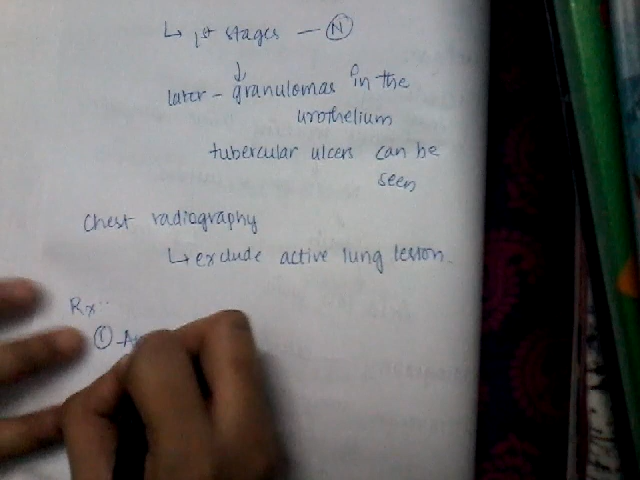 ↳ 1st stages — Ⓝ
↓
later - granulomas in the
urothelium
tubercular ulcers can be
seen
Chest radiography
↳ exclude active lung lesion.
Rx..
①